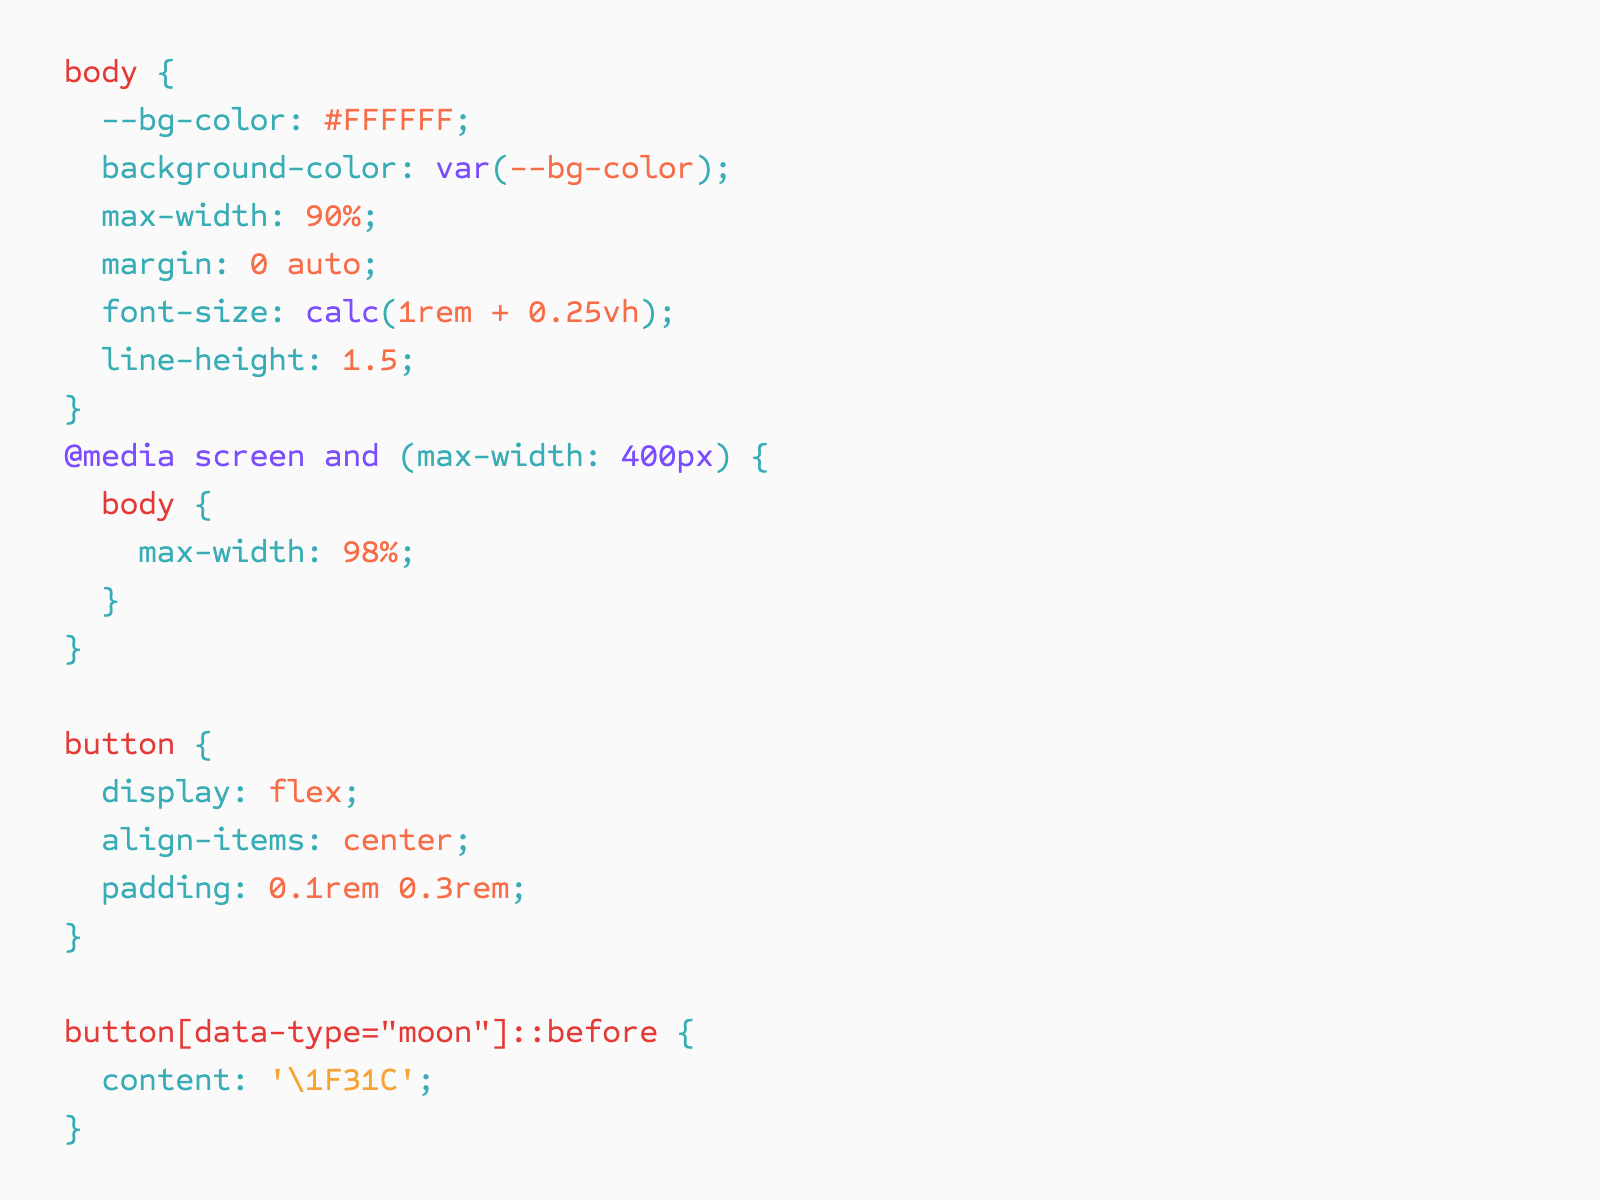 body {
  --bg-color: #FFFFFF;
  background-color: var(--bg-color);
  max-width: 90%;
  margin: 0 auto;
  font-size: calc(1rem + 0.25vh);
  line-height: 1.5;
}
@media screen and (max-width: 400px) {
  body {
    max-width: 98%;
  }
}

button {
  display: flex;
  align-items: center;
  padding: 0.1rem 0.3rem;
}

button[data-type="moon"]::before {
  content: '\1F31C';
}